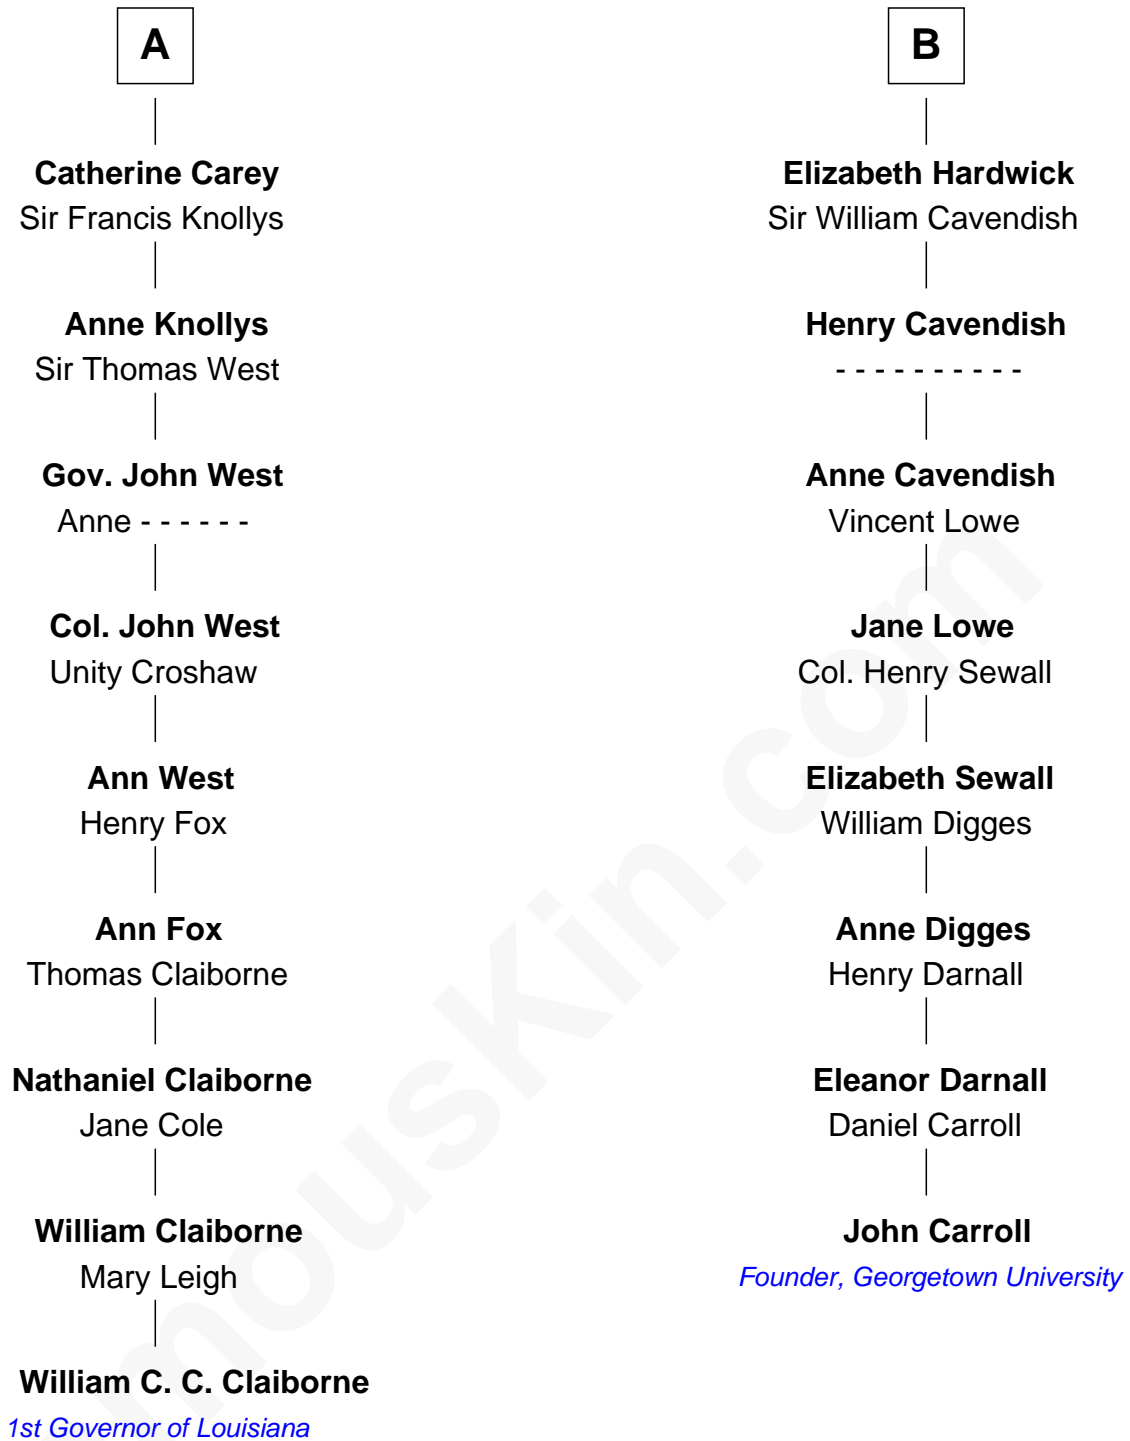 A
Catherine Carey
Sir Francis Knollys
Anne Knollys
Sir Thomas West
Gov. John West
Anne - - - - - -
Col. John West
Unity Croshaw
Ann West
Henry Fox
Ann Fox
Thomas Claiborne
Nathaniel Claiborne
Jane Cole
William Claiborne
Mary Leigh
William C. C. Claiborne
1st Governor of Louisiana
B
Elizabeth Hardwick
Sir William Cavendish
Henry Cavendish
- - - - - - - - - -
Anne Cavendish
Vincent Lowe
Jane Lowe
Col. Henry Sewall
Elizabeth Sewall
William Digges
Anne Digges
Henry Darnall
Eleanor Darnall
Daniel Carroll
John Carroll
Founder, Georgetown University
mousKin.com